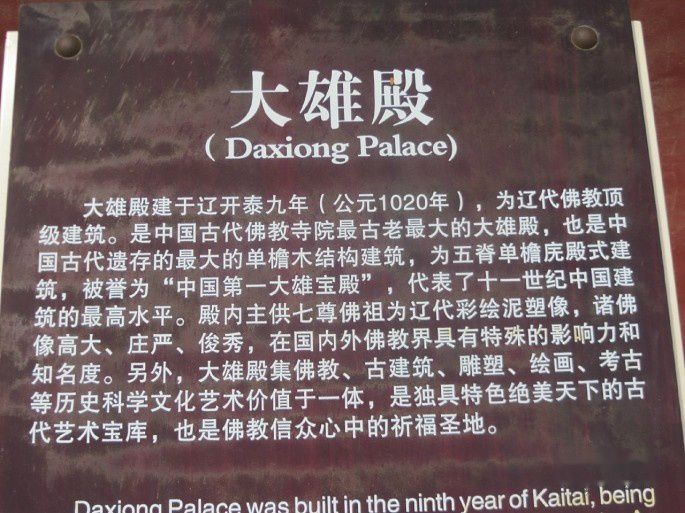 大雄殿
(Daxiong Palace)
大雄殿建于辽开泰九年（公元1020年），为辽代佛教顶
级建筑。是中国古代佛教寺院最古老最大的大雄殿，也是中
国古代遗存的最大的单檐木结构建筑，为五脊单檐庑殿式建
筑，被誉为“中国第一大雄宝殿”，代表了十一世纪中国建
筑的最高水平。殿内主供七尊佛祖为辽代彩绘泥塑像，诸佛
像高大、庄严、俊秀，在国内外佛教界具有特殊的影响力和
知名度。另外，大雄殿集佛教、古建筑、雕塑、绘画、考古
等历史科学文化艺术价值于一体，是独具特色绝美天下的古
代艺术宝库，也是佛教信众心中的祈福圣地。
Daxiong Palace was built in the ninth year of Kaitai, being